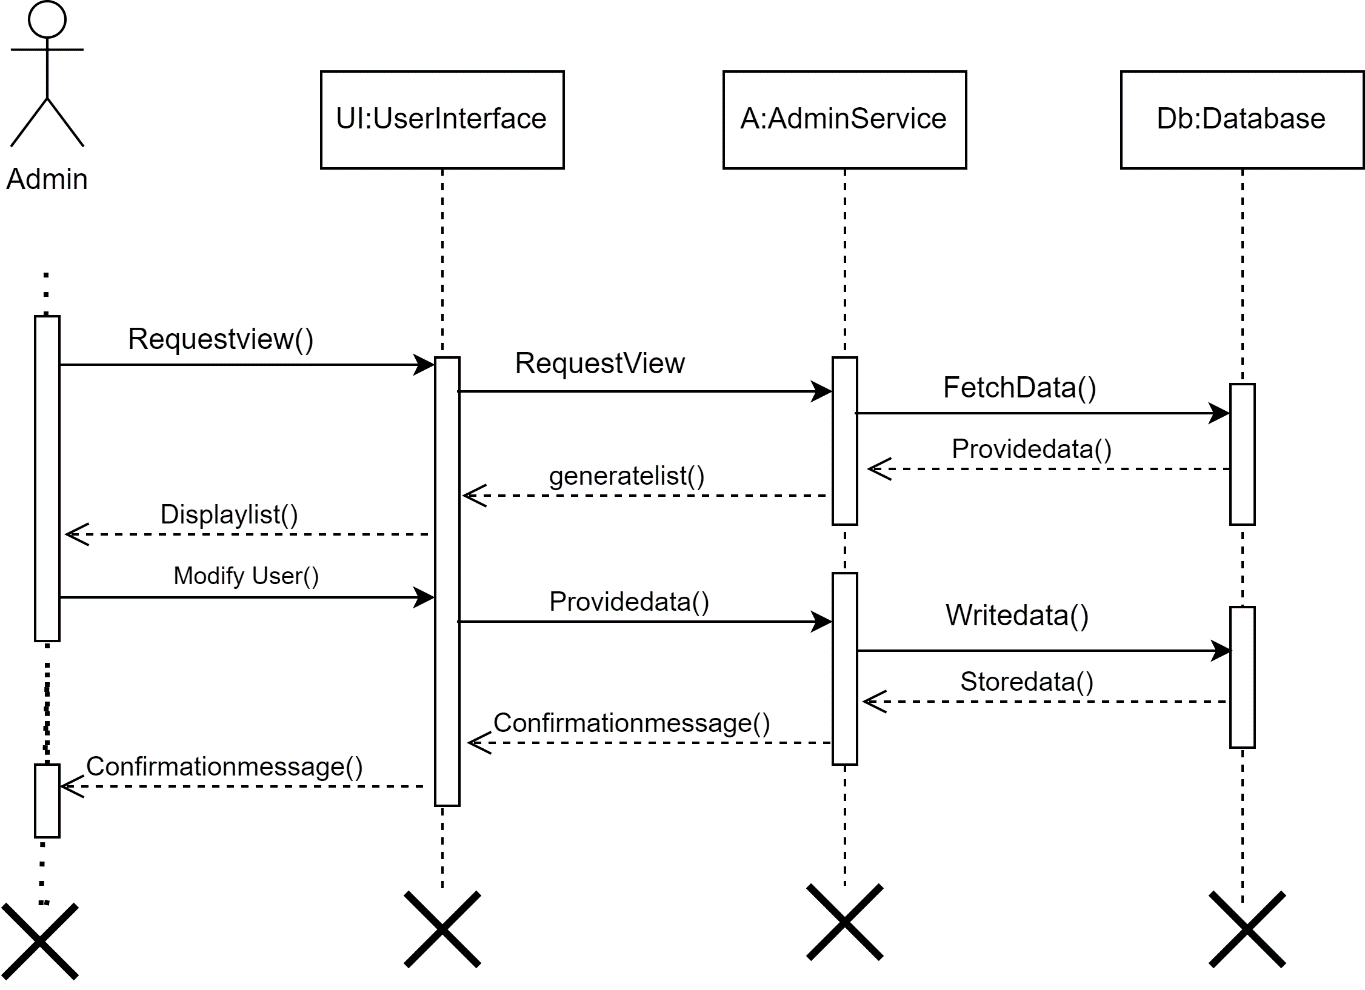 UI:UserInterface
A:AdminService
Db:Database
Admin
Requestview()
RequestView
FetchData()
Providedata()
generatelist()
Displaylist()
Modify User()
Providedata()
Writedata()
Storedata()
Confirmationmessage()
Confirmationmessage()